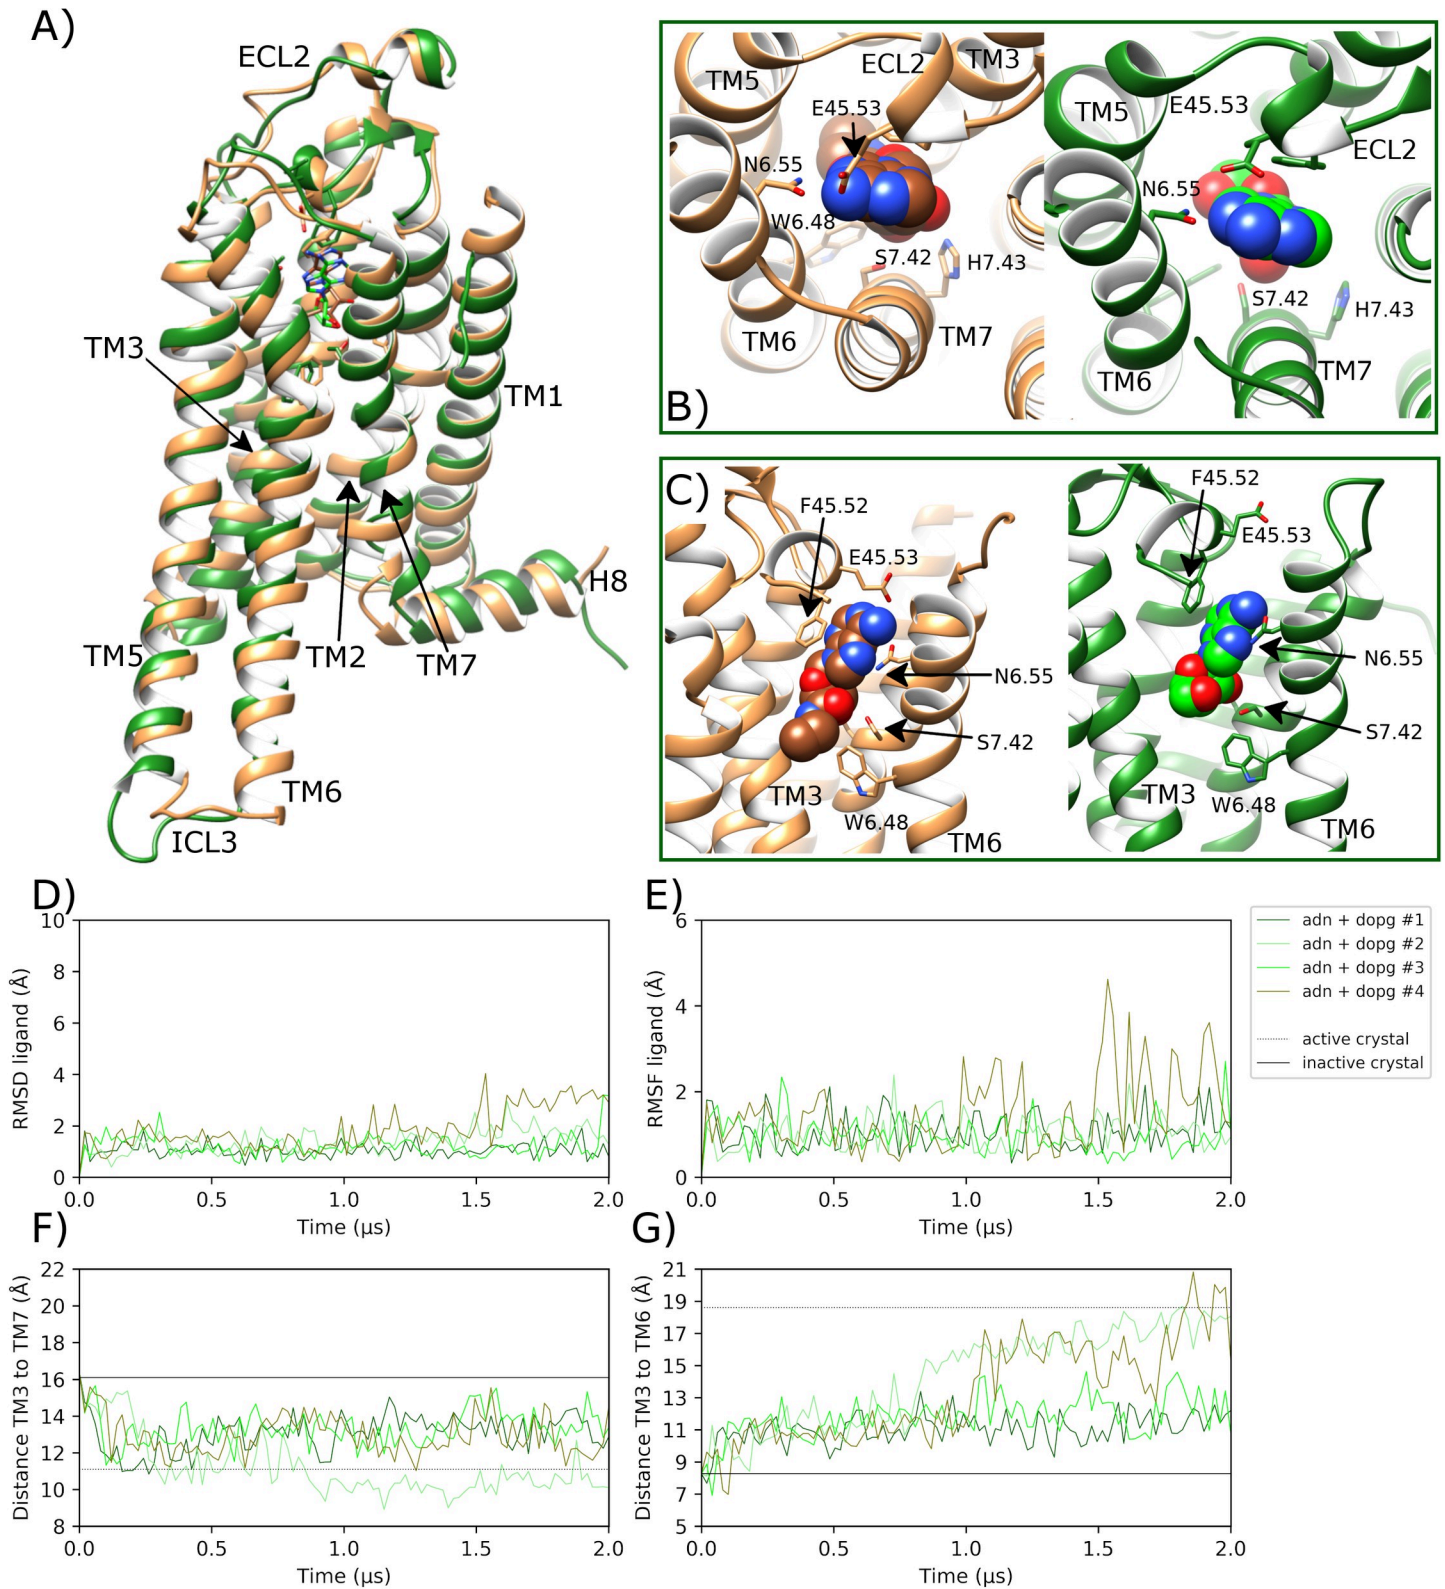 A)
ECL2
TM3
TM1
TM5
TM2
TM7
H8
TM6
ICL3
B)
TM5
ECL2
TM3
E45.53
N6.55
W6.48
S7.42
H7.43
TM6
TM7
TM5
E45.53
ECL2
N6.55
S7.42
H7.43
TM6
TM7
C)
F45.52
E45.53
N6.55
S7.42
TM3
W6.48
TM6
F45.52
E45.53
N6.55
S7.42
TM3
W6.48
TM6
D)
RMSD ligand (Å)
10
8
6
4
2
0
0.0 0.5 1.0 1.5 2.0
Time (μs)
E)
RMSF ligand (Å)
6
4
2
0
0.0 0.5 1.0 1.5 2.0
Time (μs)
adn + dopg #1
adn + dopg #2
adn + dopg #3
adn + dopg #4
active crystal
inactive crystal
F)
Distance TM3 to TM7 (Å)
22
20
18
16
14
12
10
8
0.0 0.5 1.0 1.5 2.0
Time (μs)
G)
Distance TM3 to TM6 (Å)
21
19
17
15
13
11
9
7
5
0.0 0.5 1.0 1.5 2.0
Time (μs)